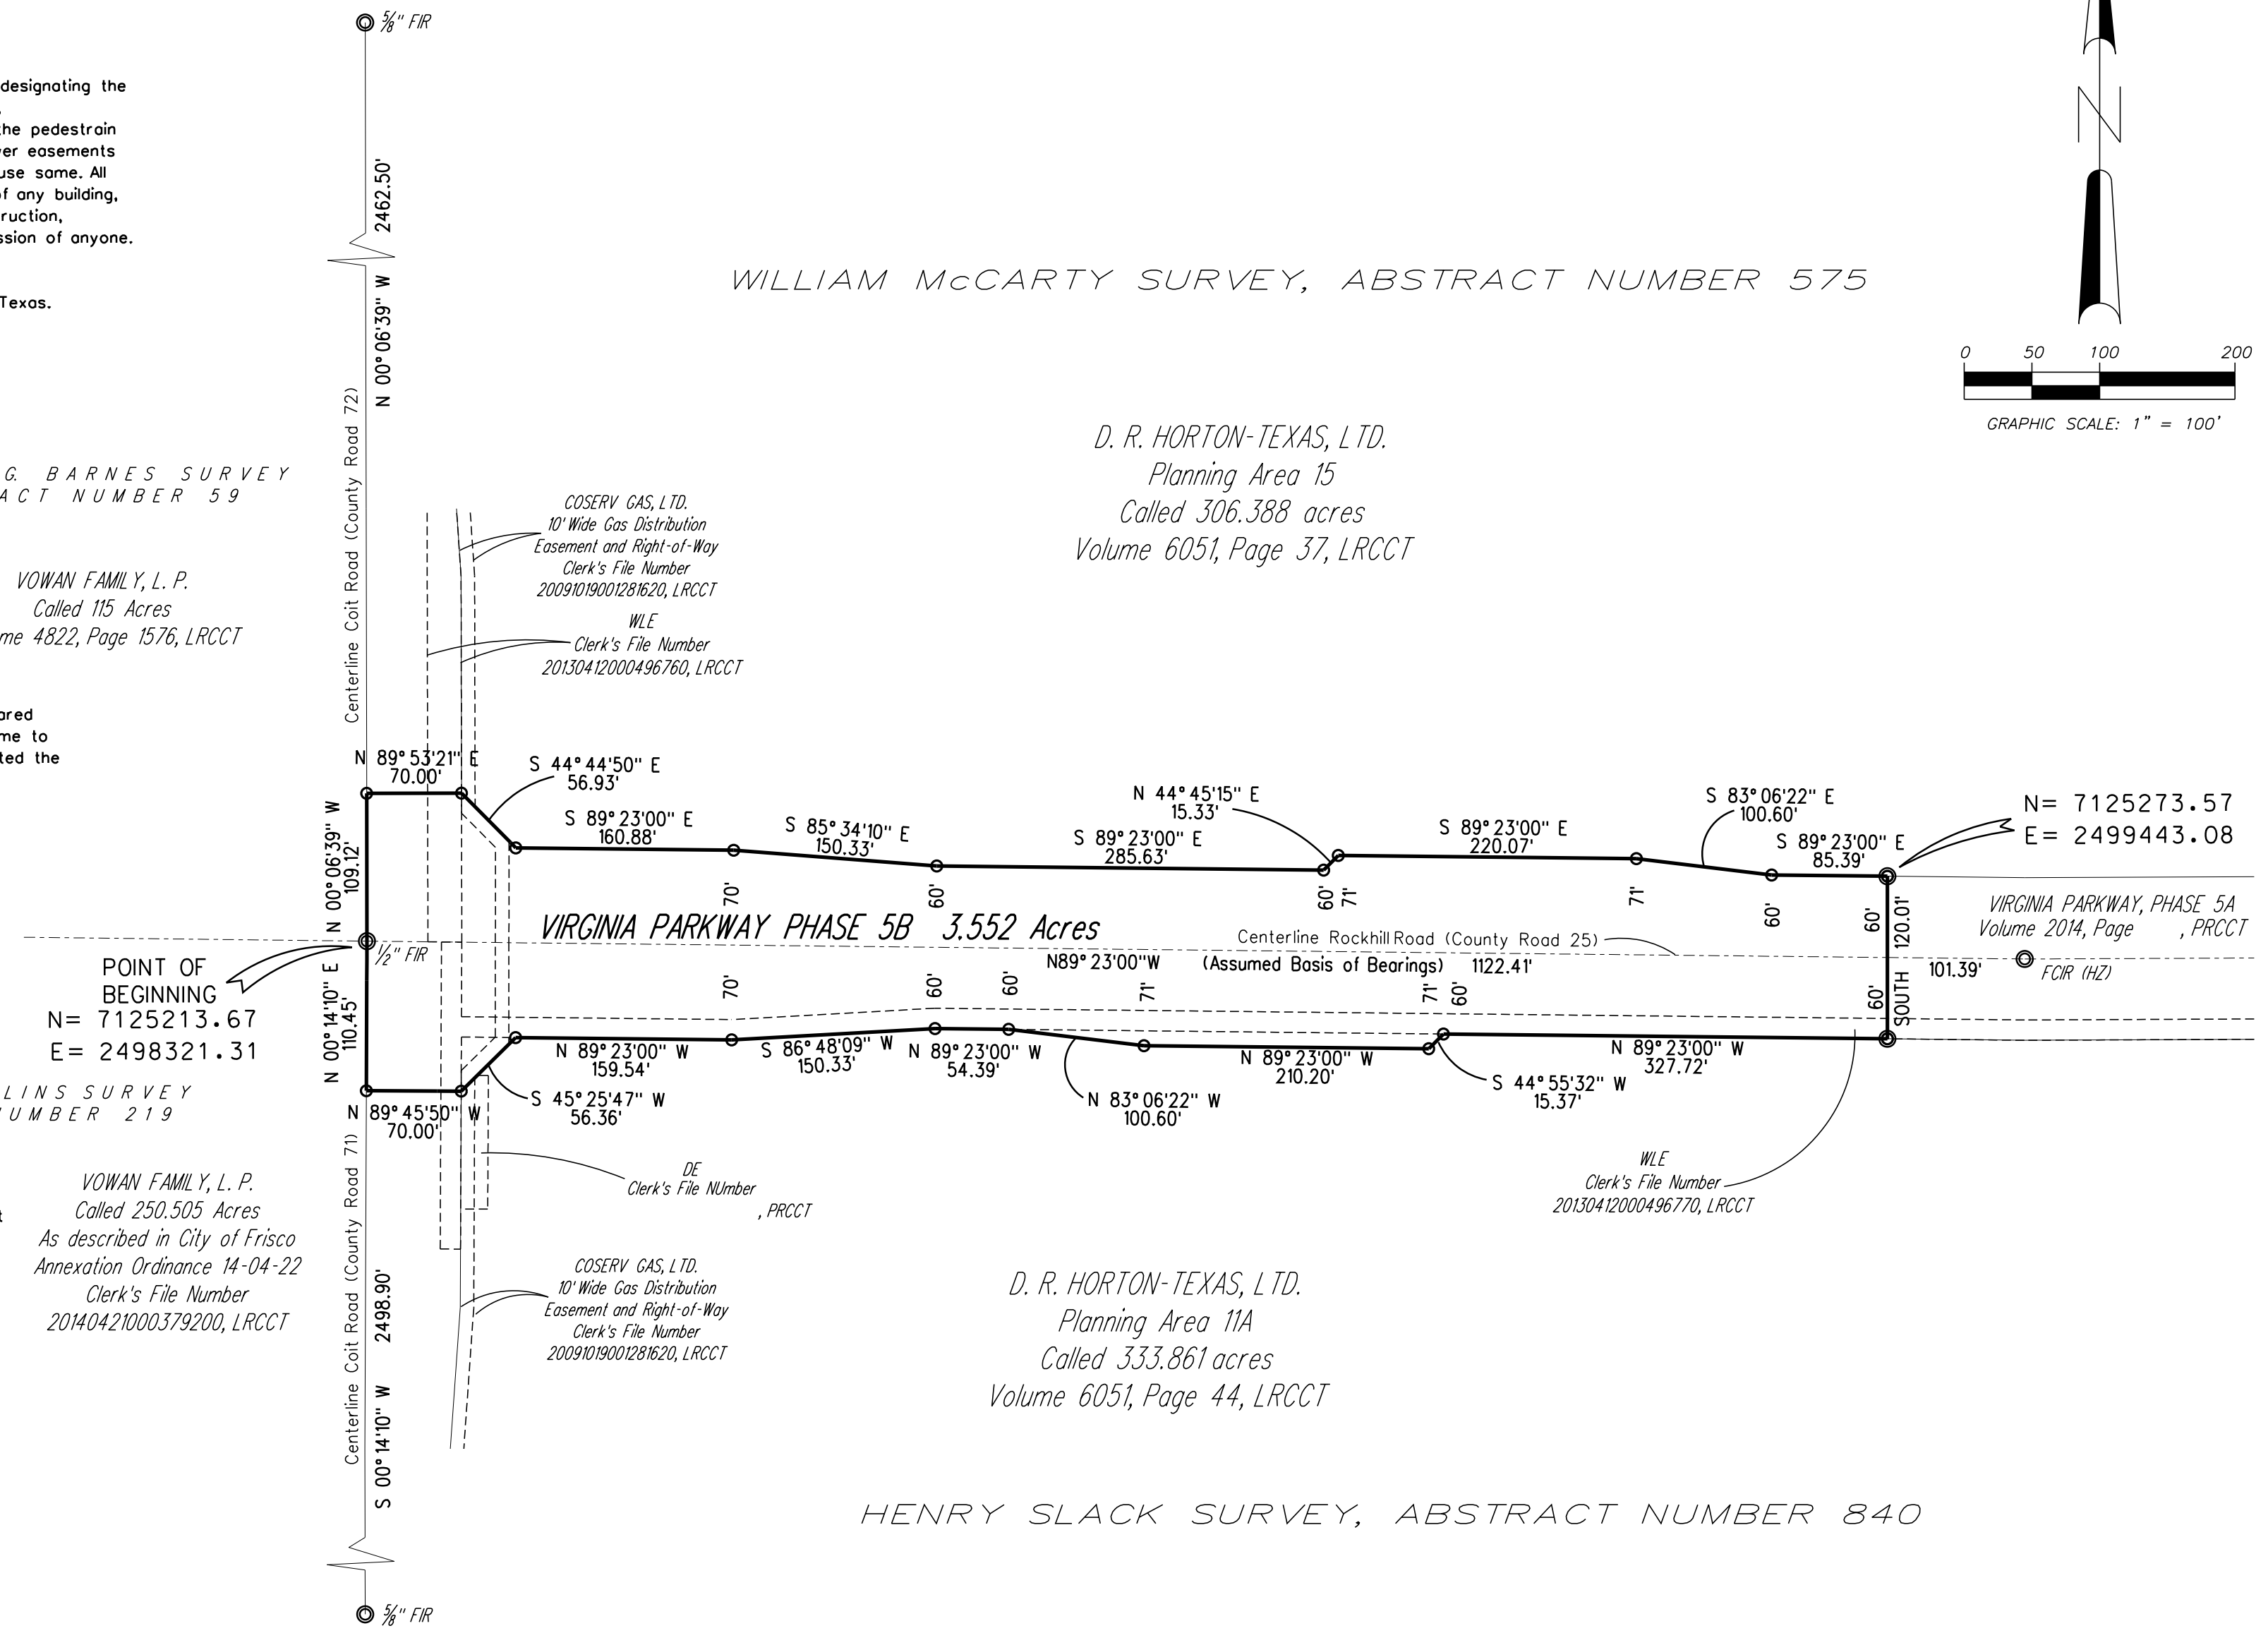 ⅝" FIR
designating the
the pedestrain
easements
use same. All
of any building,
anyone.
Texas.
2462.50'
N 00°06'39" W
WILLIAM McCARTY SURVEY, ABSTRACT NUMBER 575
N
0 50 100 200
GRAPHIC SCALE: 1" = 100'
G. BARNES SURVEY
NUMBER 59
VOWAN FAMILY, L. P.
Called 115 Acres
4822, Page 1576, LRCCT
the
to
Centerline Coit Road (County Road 72)
COSERV GAS, LTD.
10' Wide Gas Distribution
Easement and Right-of-Way
Clerk's File Number
20091019001281620, LRCCT
WLE
Clerk's File Number
20130412000496760, LRCCT
D. R. HORTON-TEXAS, LTD.
Planning Area 15
Called 306.388 acres
Volume 6051, Page 37, LRCCT
N 89°53'21" E
70.00'
S 44°44'50" E
56.93'
S 89°23'00" E
160.88'
S 85°34'10" E
150.33'
S 89°23'00" E
285.63'
N 44°45'15" E
15.33'
S 89°23'00" E
220.07'
S 83°06'22" E
100.60'
S 89°23'00" E
85.39'
N= 7125273.57
E= 2499443.08
N 00°06'39" W
109.12'
70'
60'
60'
71'
71'
60'
60'
120.01'
SOUTH
60'
VIRGINIA PARKWAY, PHASE 5A
Volume 2014, Page , PRCCT
101.39'
FCIR (HZ)
VIRGINIA PARKWAY PHASE 5B 3.552 Acres
Centerline Rockhill Road (County Road 25)
N89°23'00"W (Assumed Basis of Bearings) 1122.41'
½" FIR
POINT OF
BEGINNING
N= 7125213.67
E= 2498321.31
N 00°14'10" E
110.45'
70'
60'
60'
71'
71'
60'
N 89°45'50" W
70.00'
S 45°25'47" W
56.36'
N 89°23'00" W
159.54'
S 86°48'09" W
150.33'
N 89°23'00" W
54.39'
N 83°06'22" W
100.60'
N 89°23'00" W
210.20'
S 44°55'32" W
15.37'
N 89°23'00" W
327.72'
SURVEY
219
VOWAN FAMILY, L. P.
Called 250.505 Acres
As described in City of Frisco
Annexation Ordinance 14-04-22
Clerk's File Number
20140421000379200, LRCCT
Centerline Coit Road (County Road 71)
2498.90'
S 00°14'10" W
DE
Clerk's File NUmber
, PRCCT
COSERV GAS, LTD.
10' Wide Gas Distribution
Easement and Right-of-Way
Clerk's File Number
20091019001281620, LRCCT
WLE
Clerk's File Number
20130412000496770, LRCCT
D. R. HORTON-TEXAS, LTD.
Planning Area 11A
Called 333.861 acres
Volume 6051, Page 44, LRCCT
HENRY SLACK SURVEY, ABSTRACT NUMBER 840
⅝" FIR